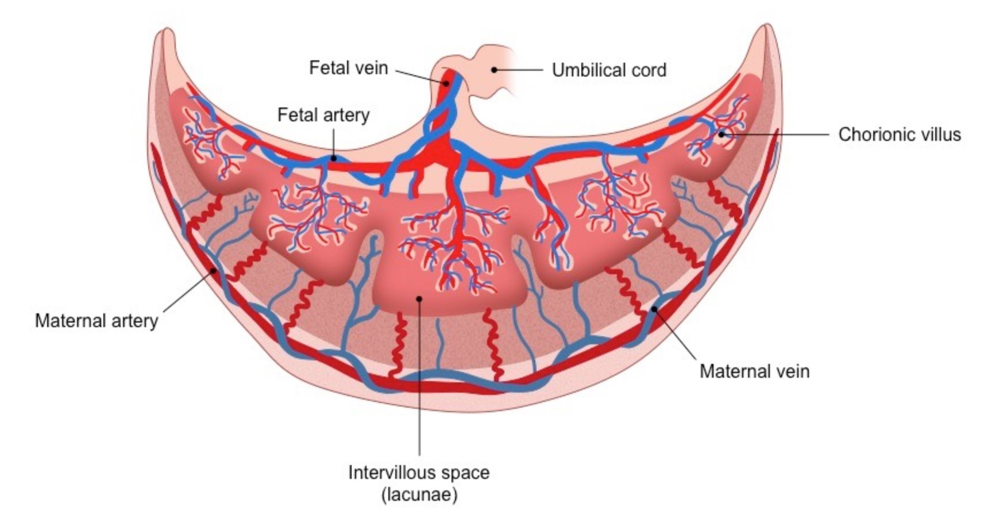 Fetal vein
Umbilical cord
Fetal artery
Chorionic villus
Maternal artery
Maternal vein
Intervillous space
(lacunae)